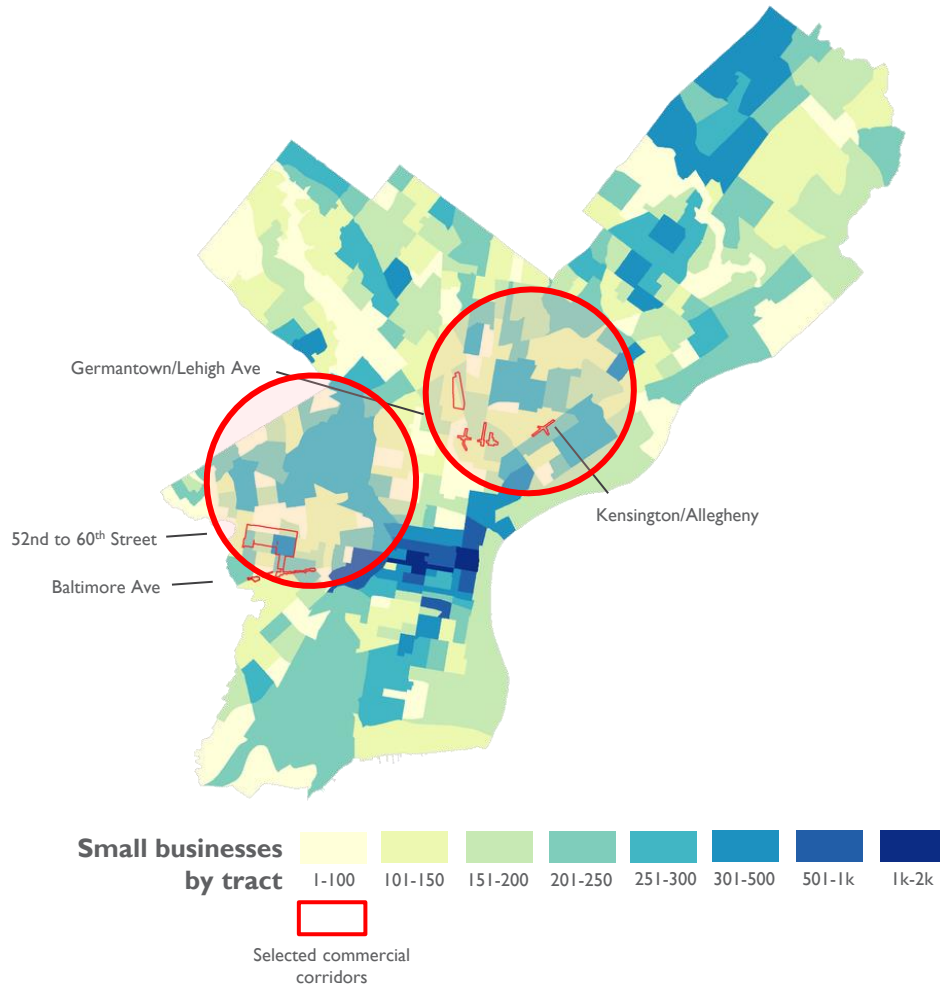 Germantown/Lehigh Ave
Kensington/Allegheny
52nd to 60th Street
Baltimore Ave
Small businesses
by tract
1-100 101-150 151-200 201-250 251-300 301-500 501-1k 1k-2k
Selected commercial
corridors